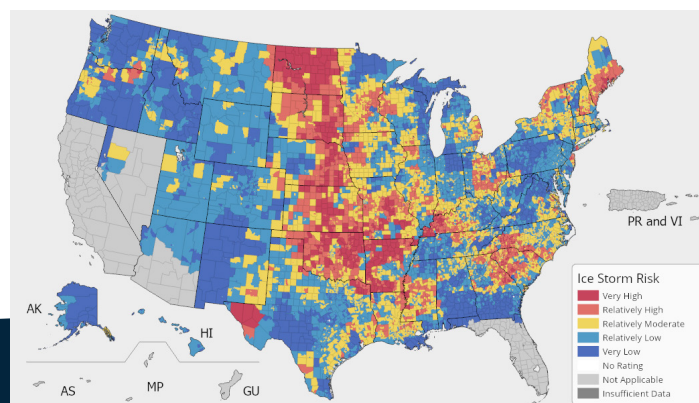 PR and VI
AK
HI
AS
MP
GU
Ice Storm Risk
Very High
Relatively High
Relatively Moderate
Relatively Low
Very Low
No Rating
Not Applicable
Insufficient Data